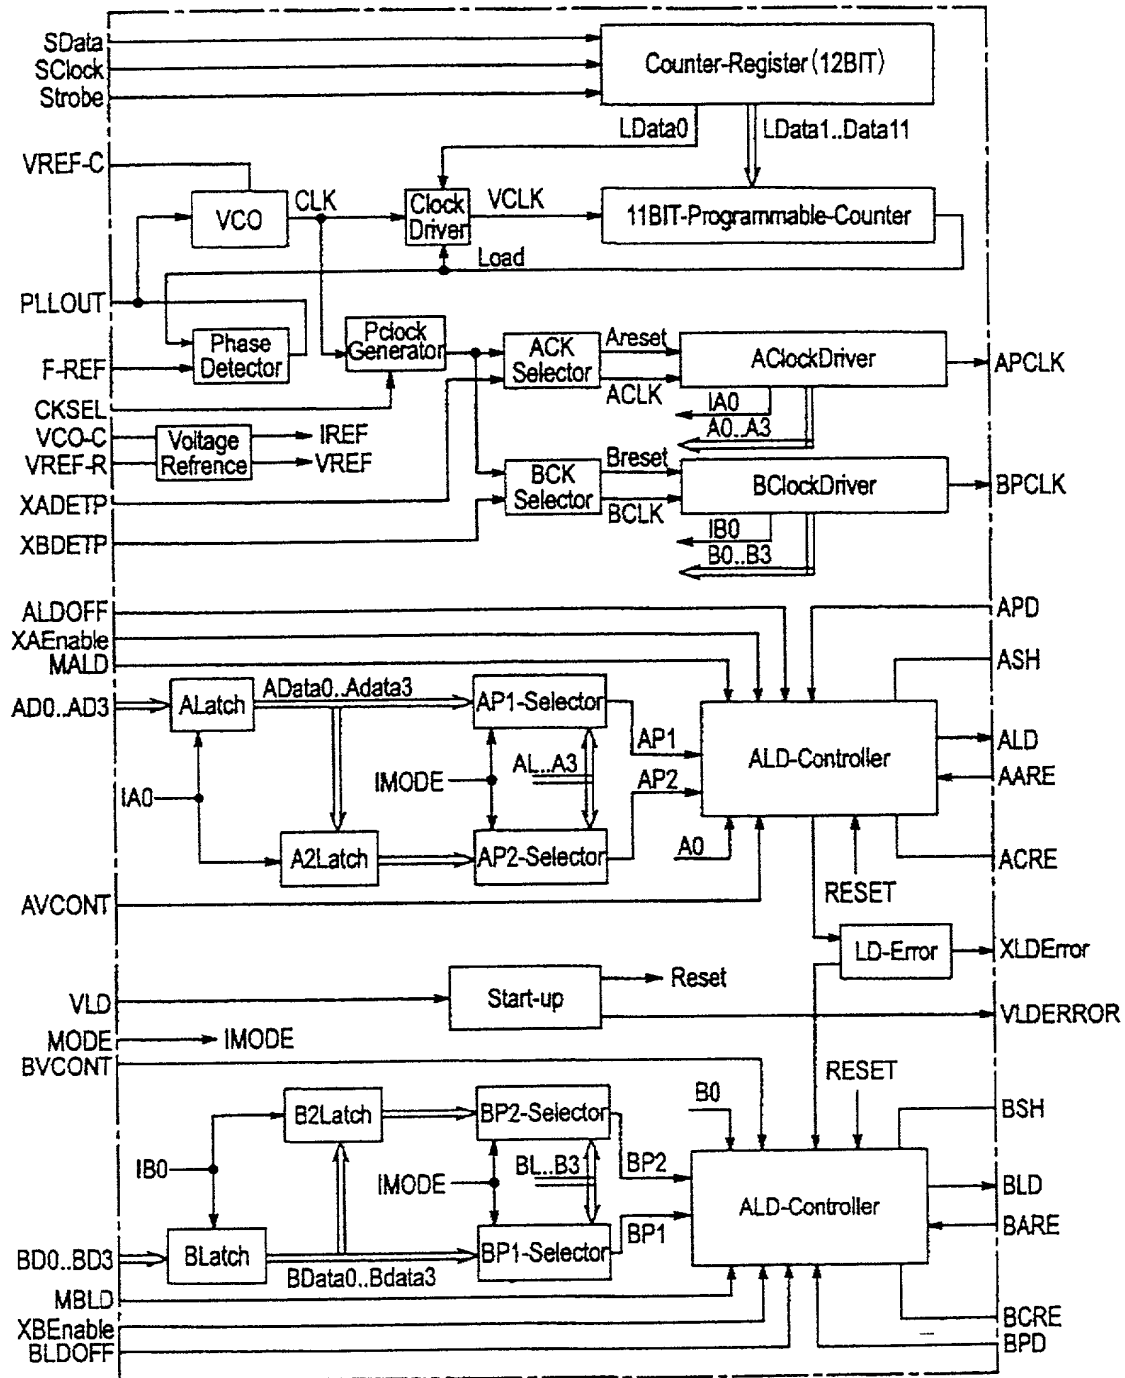 SData
SClock
Strobe
Counter-Register(12BIT)
LData0
LData1..Data11
VREF-C
VCO
CLK
Clock
Driver
VCLK
11BIT-Programmable-Counter
Load
PLLOUT
Phase
Detector
Pclock
Generator
ACK
Selector
Areset
ACLK
AClockDriver
APCLK
F-REF
CKSEL
IA0
A0..A3
VCO-C
VREF-R
Voltage
Refrence
IREF
VREF
BCK
Selector
Breset
BCLK
BClockDriver
BPCLK
XADETP
XBDETP
IB0
B0..B3
ALDOFF
XAEnable
MALD
APD
ASH
AD0..AD3
ALatch
AData0..Adata3
AP1-Selector
AP1
ALD-Controller
ALD
AARE
IMODE
AL..A3
AP2
IA0
A2Latch
AP2-Selector
A0
ACRE
RESET
AVCONT
LD-Error
XLDError
VLD
Start-up
Reset
VLDERROR
MODE
IMODE
BVCONT
RESET
B2Latch
BP2-Selector
B0
BSH
IB0
IMODE
BL..B3
BP2
ALD-Controller
BLD
BARE
BD0..BD3
BLatch
BData0..Bdata3
BP1-Selector
BP1
MBLD
XBEnable
BLDOFF
BCRE
BPD